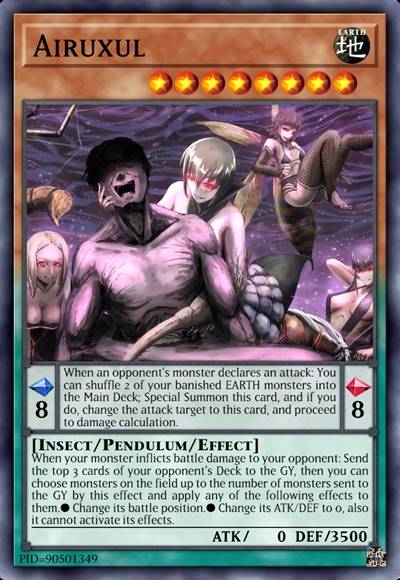 AIRUXUL
EARTH
地
When an opponent's monster declares an attack: You
can shuffle 2 of your banished EARTH monsters into
the Main Deck; Special Summon this card, and if you
do, change the attack target to this card, and proceed
to damage calculation.
8
8
[INSECT/PENDULUM/EFFECT]
When your monster inflicts battle damage to your opponent: Send
the top 3 cards of your opponent's Deck to the GY, then you can
choose monsters on the field up to the number of monsters sent to
the GY by this effect and apply any of the following effects to
them.● Change its battle position.● Change its ATK/DEF to 0, also
it cannot activate its effects.
ATK/ 0 DEF/3500
PID=90501349